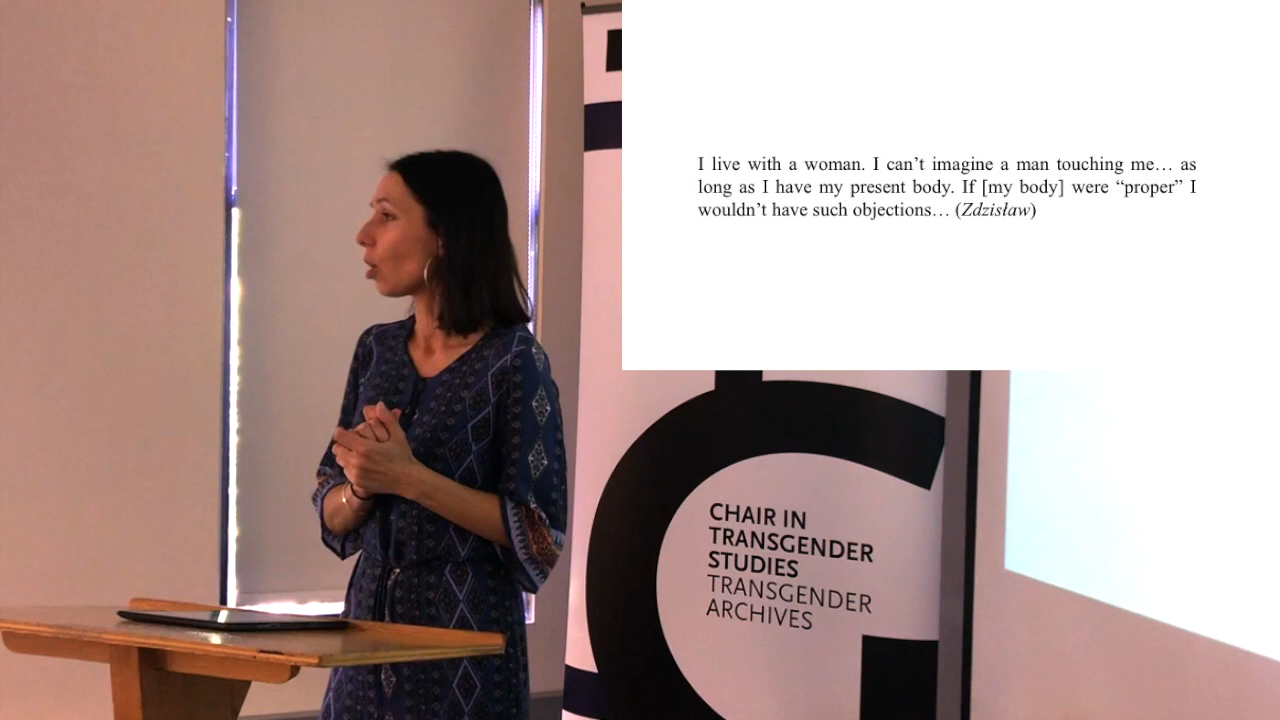 I live with a woman. I can't imagine a man touching me… as
long as I have my present body. If [my body] were “proper” I
wouldn't have such objections… (Zdzisław)
CHAIR IN
TRANSGENDER
STUDIES
TRANSGENDER
ARCHIVES